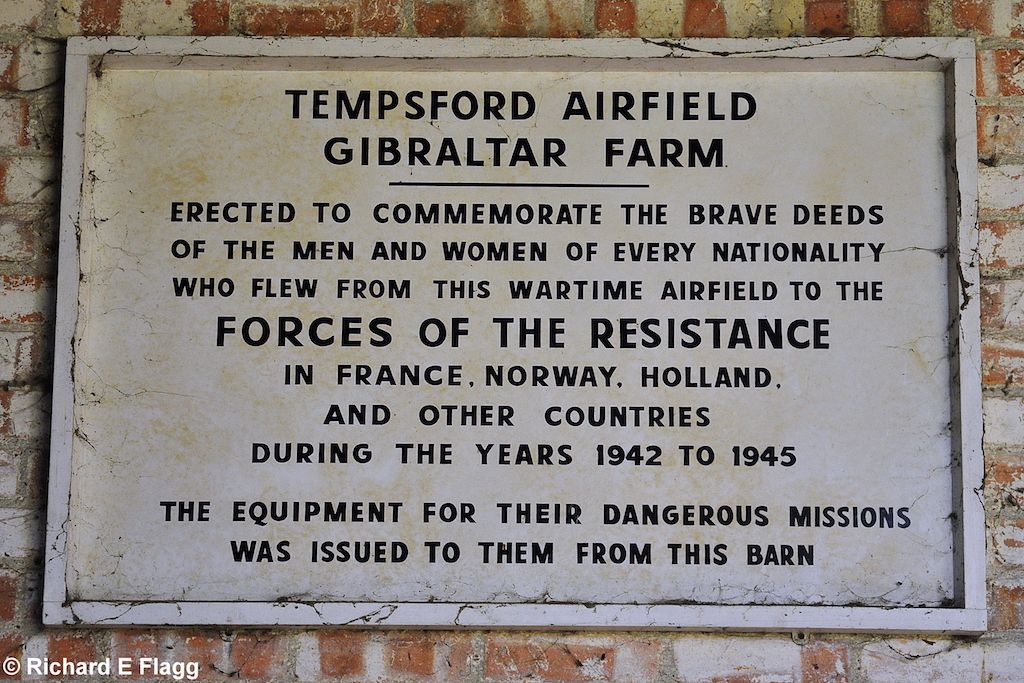 TEMPSFORD AIRFIELD
GIBRALTAR FARM
ERECTED TO COMMEMORATE THE BRAVE DEEDS
OF THE MEN AND WOMEN OF EVERY NATIONALITY
WHO FLEW FROM THIS WARTIME AIRFIELD TO THE
FORCES OF THE RESISTANCE
IN FRANCE, NORWAY, HOLLAND,
AND OTHER COUNTRIES
DURING THE YEARS 1942 TO 1945
THE EQUIPMENT FOR THEIR DANGEROUS MISSIONS
WAS ISSUED TO THEM FROM THIS BARN
© Richard E Flagg